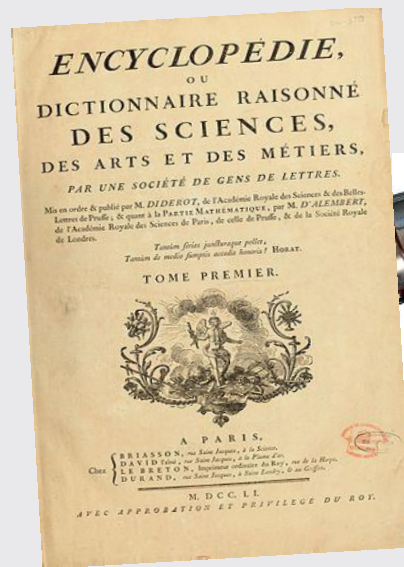 ENCYCLOPÉDIE,
OU
DICTIONNAIRE RAISONNÉ
DES SCIENCES,
DES ARTS ET DES MÉTIERS,
PAR UNE SOCIÉTÉ DE GENS DE LETTRES.
Mis en ordre & publié par M. DIDEROT, de l'Académie Royale des Sciences & des Belles-
Lettres de Prusse; & quant à la PARTIE MATHÉMATIQUE, par M. D'ALEMBERT,
de l'Académie Royale des Sciences de Paris, de celle de Prusse, & de la Société Royale
de Londres.
Tantùm series juncturaque pollet,
Tantùm de medio sumptis accedit honoris! HORAT.
TOME PREMIER.
A PARIS,
Chez
BRIASSON, rue Saint Jacques, à la Science.
DAVID l'aîné, rue Saint Jacques, à la Plume d'or.
LE BRETON, Imprimeur ordinaire du Roy, rue de la Harpe.
DURAND, rue Saint Jacques, à Saint Landry, & au Griffon.
M. DCC. LI.
AVEC APPROBATION ET PRIVILEGE DU ROY.